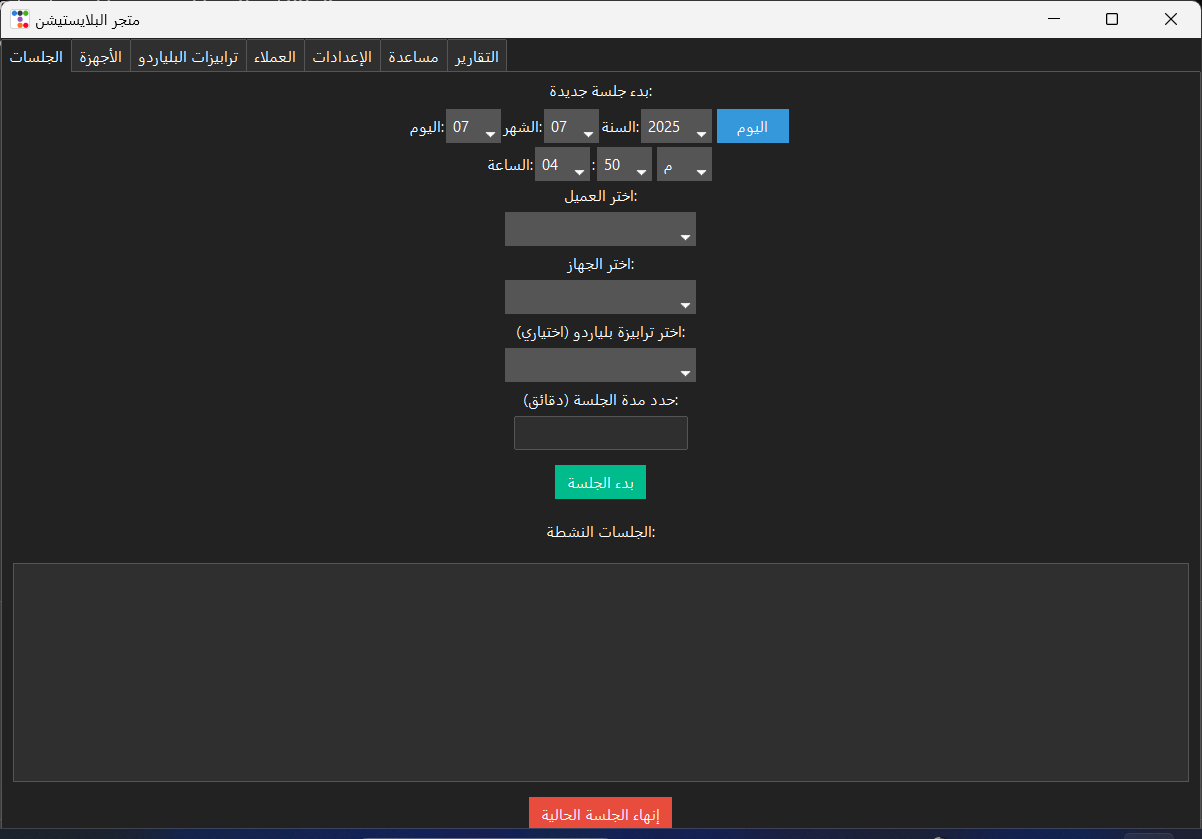 متجر البلايستيشن
الجلسات الأجهزة ترابيزات البلياردو العملاء الإعدادات مساعدة التقارير
بدء جلسة جديدة:
اليوم: 07 الشهر: 07 السنة: 2025 اليوم
الساعة: 04 : 50 م
اختر العميل:
اختر الجهاز:
اختر ترابيزة بلياردو (اختياري):
حدد مدة الجلسة (دقائق):
بدء الجلسة
الجلسات النشطة:
إنهاء الجلسة الحالية